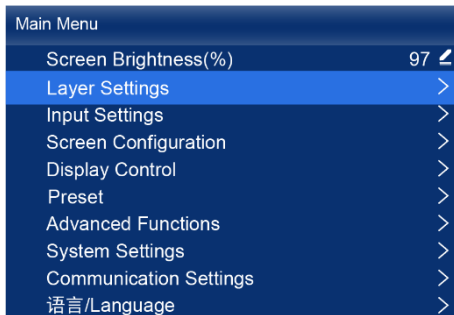 Main Menu
Screen Brightness(%) 97
Layer Settings
Input Settings
Screen Configuration
Display Control
Preset
Advanced Functions
System Settings
Communication Settings
语言/Language